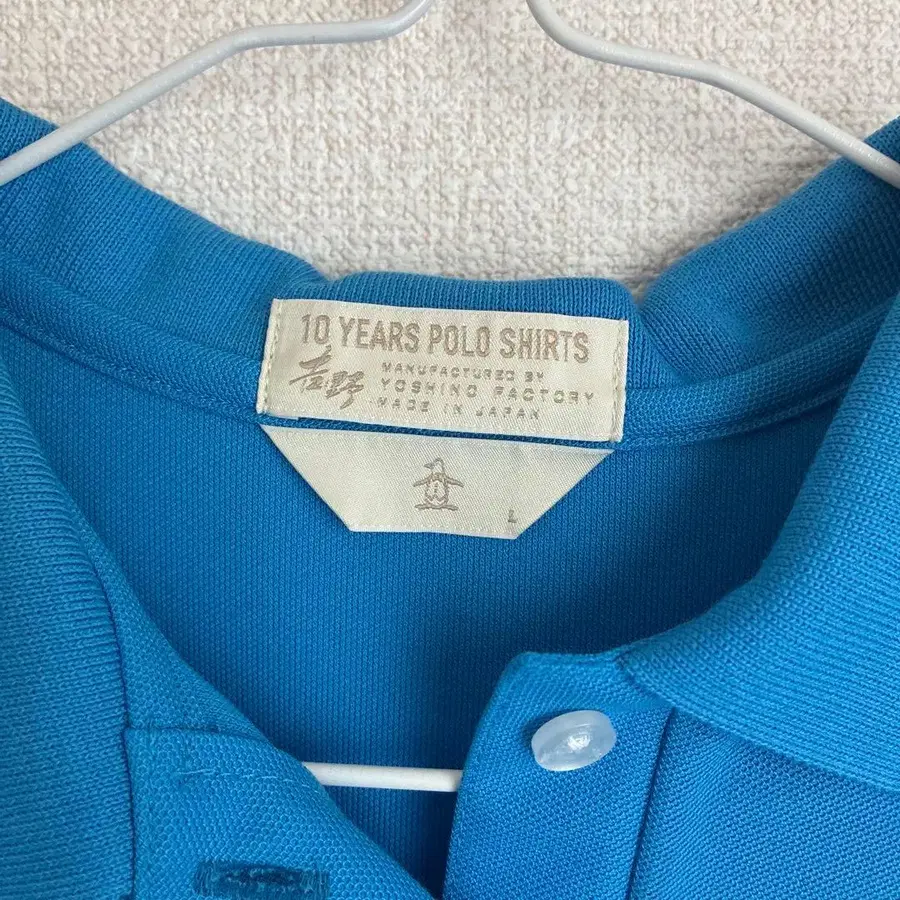 10 YEARS POLO SHIRTS
吉野
MANUFACTURED BY
YOSHINO FACTORY
MADE IN JAPAN
L